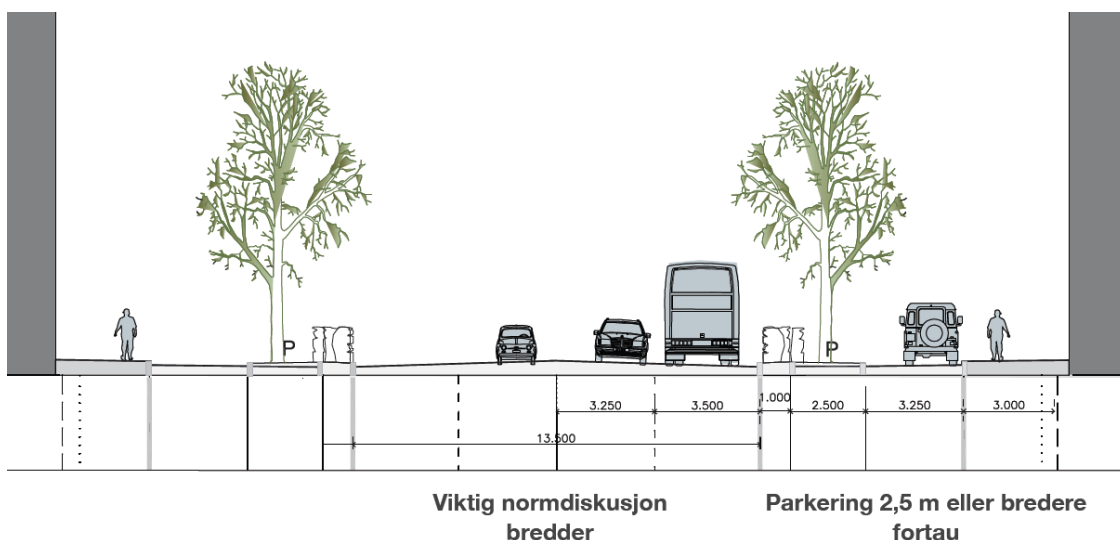 P
P
3.250
3.500
1.000
2.500
3.250
3.000
13.500
Viktig normdiskusjon
bredder
Parkering 2,5 m eller bredere
fortau